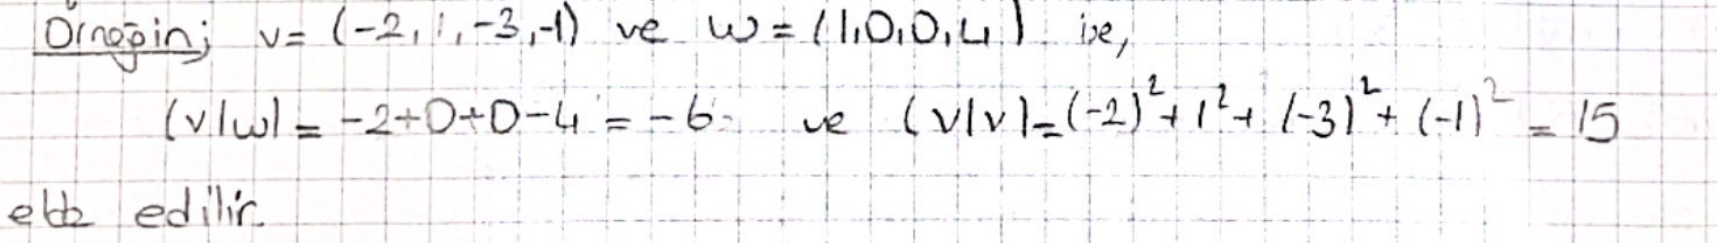 Örneğin; v = (-2, 1, -3, -1) ve w = (1, 0, 0, 4) ise,
(v|w) = -2+0+0-4 = -6 ve (v|v) = (-2)² + 1² + (-3)² + (-1)² = 15
elde edilir.